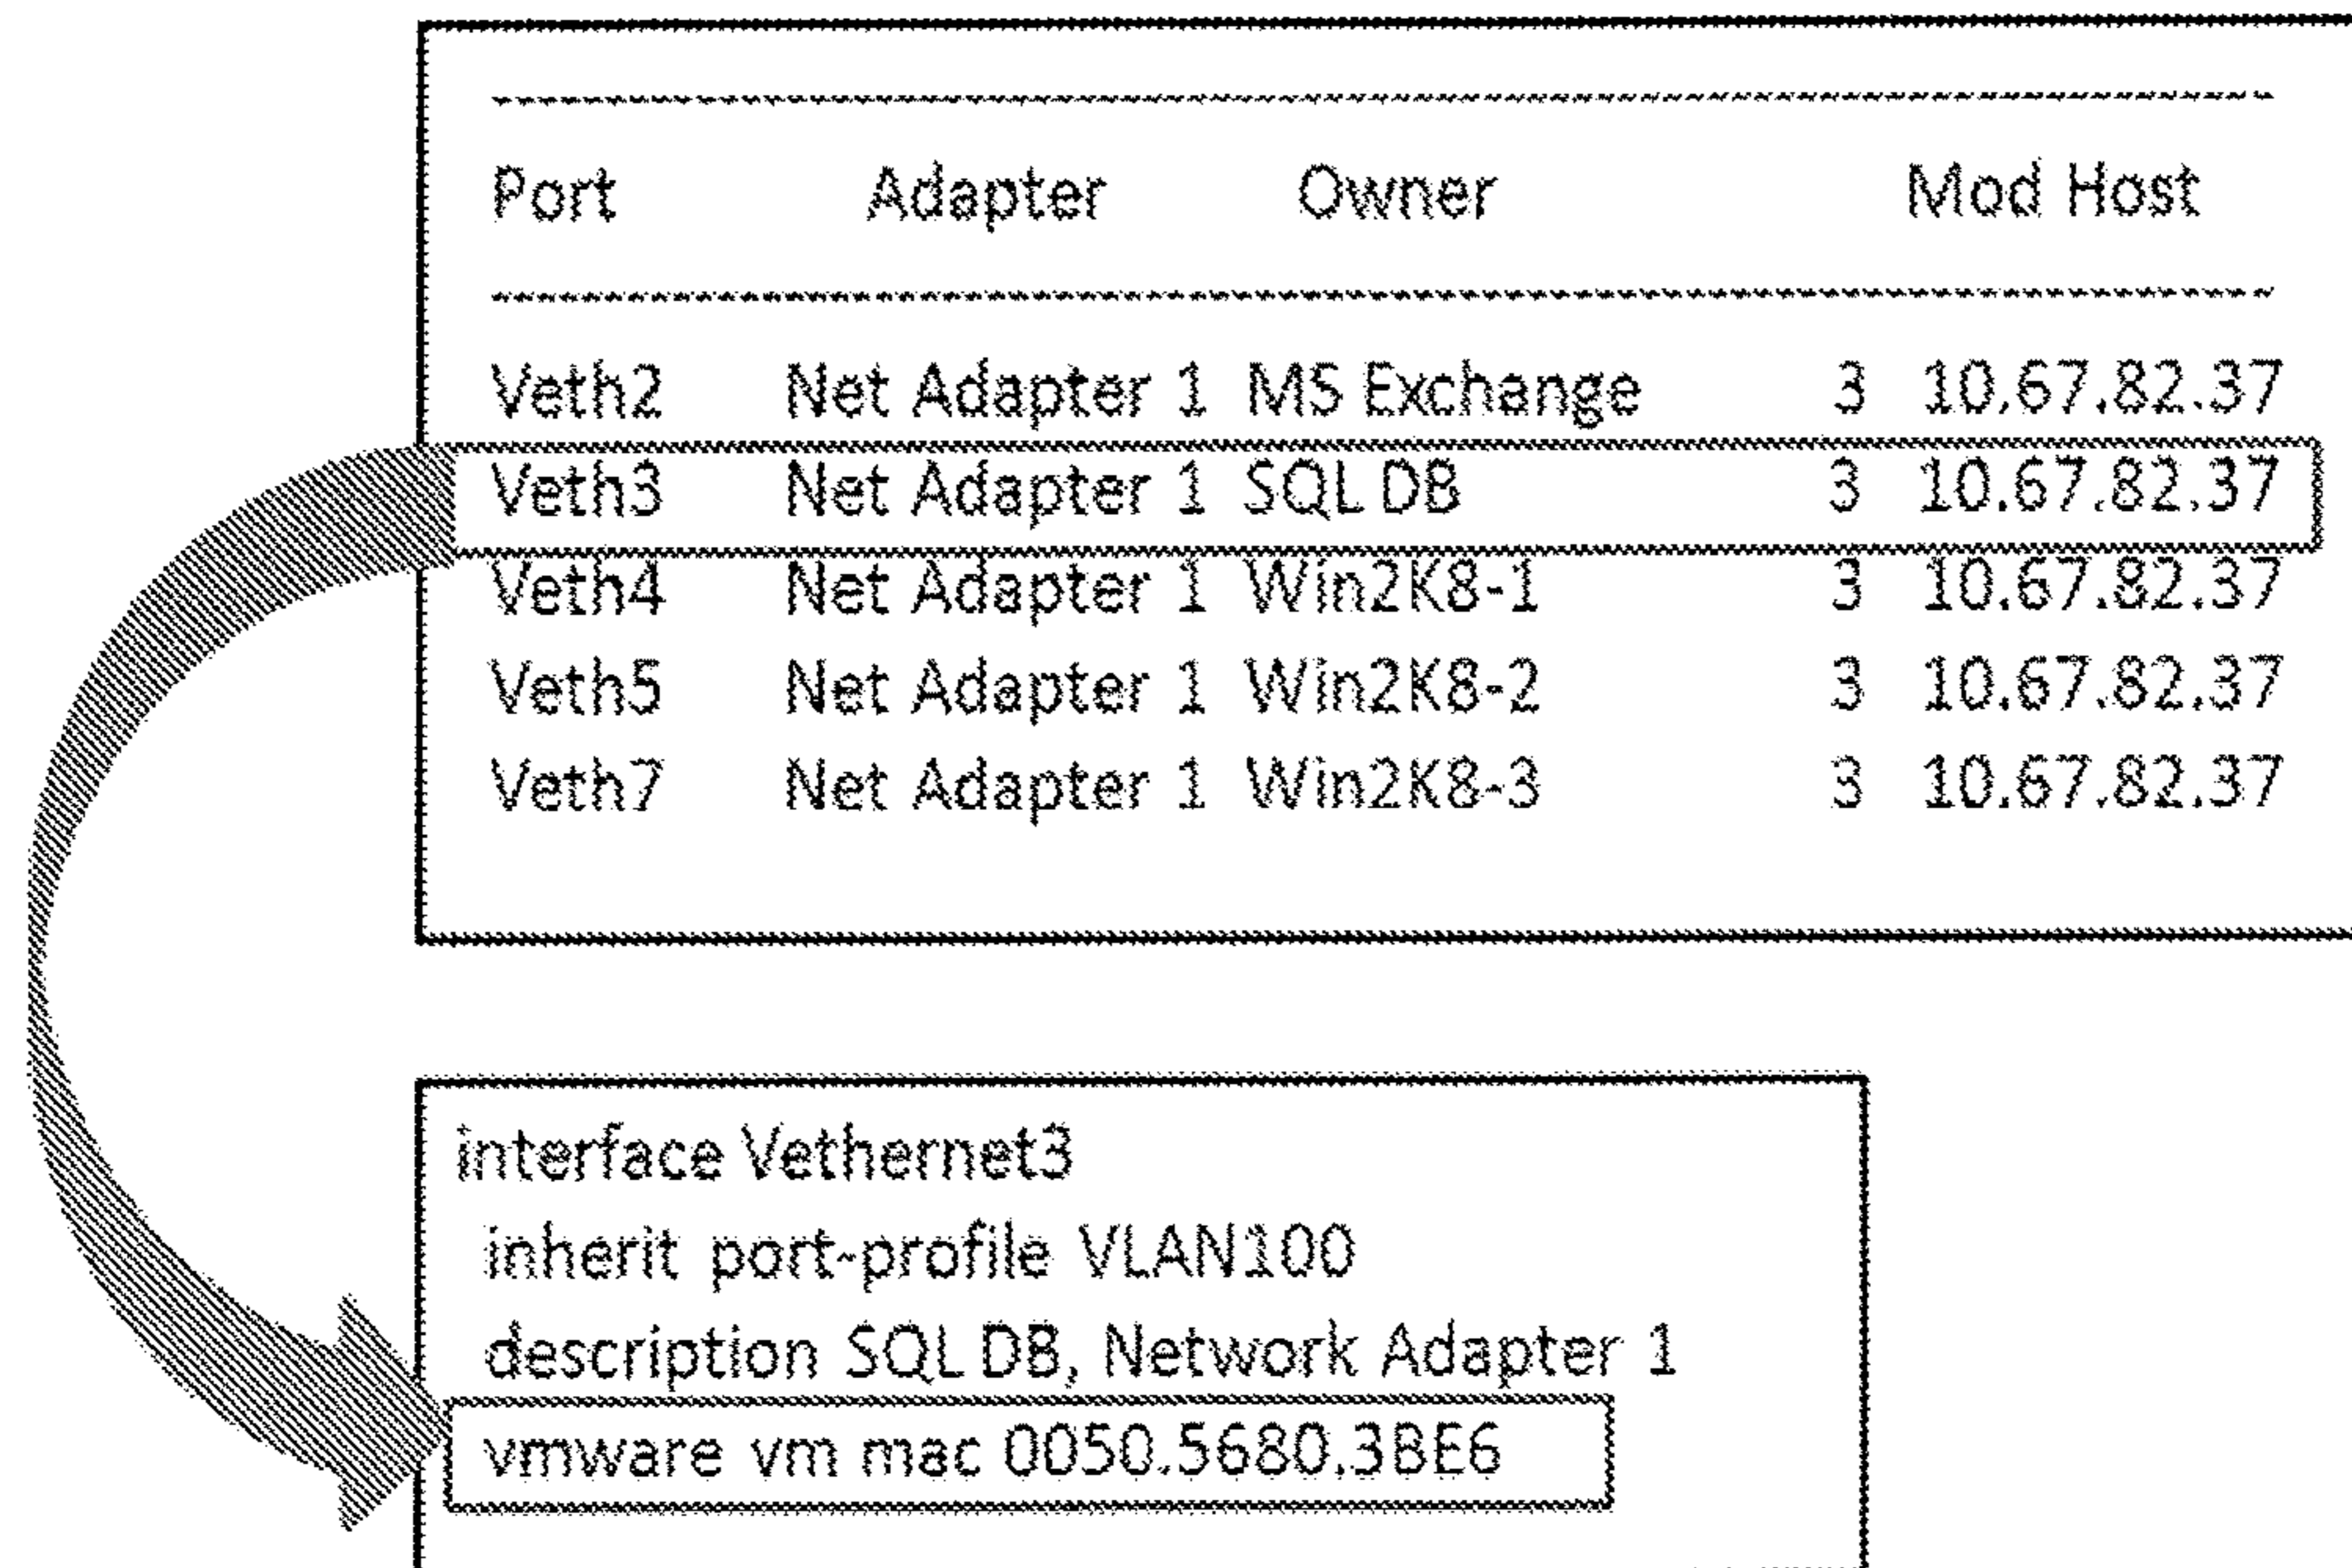 Port Adapter Owner Mod Host
Veth2 Net Adapter 1 MS Exchange 3 10.67.82.37
Veth3 Net Adapter 1 SQL DB 3 10.67.82.37
Veth4 Net Adapter 1 Win2K8-1 3 10.67.82.37
Veth5 Net Adapter 1 Win2K8-2 3 10.67.82.37
Veth7 Net Adapter 1 Win2K8-3 3 10.67.82.37
interface Vethernet3
inherit port-profile VLAN100
description SQL DB, Network Adapter 1
vmware vm mac 0050.5680.3BE6